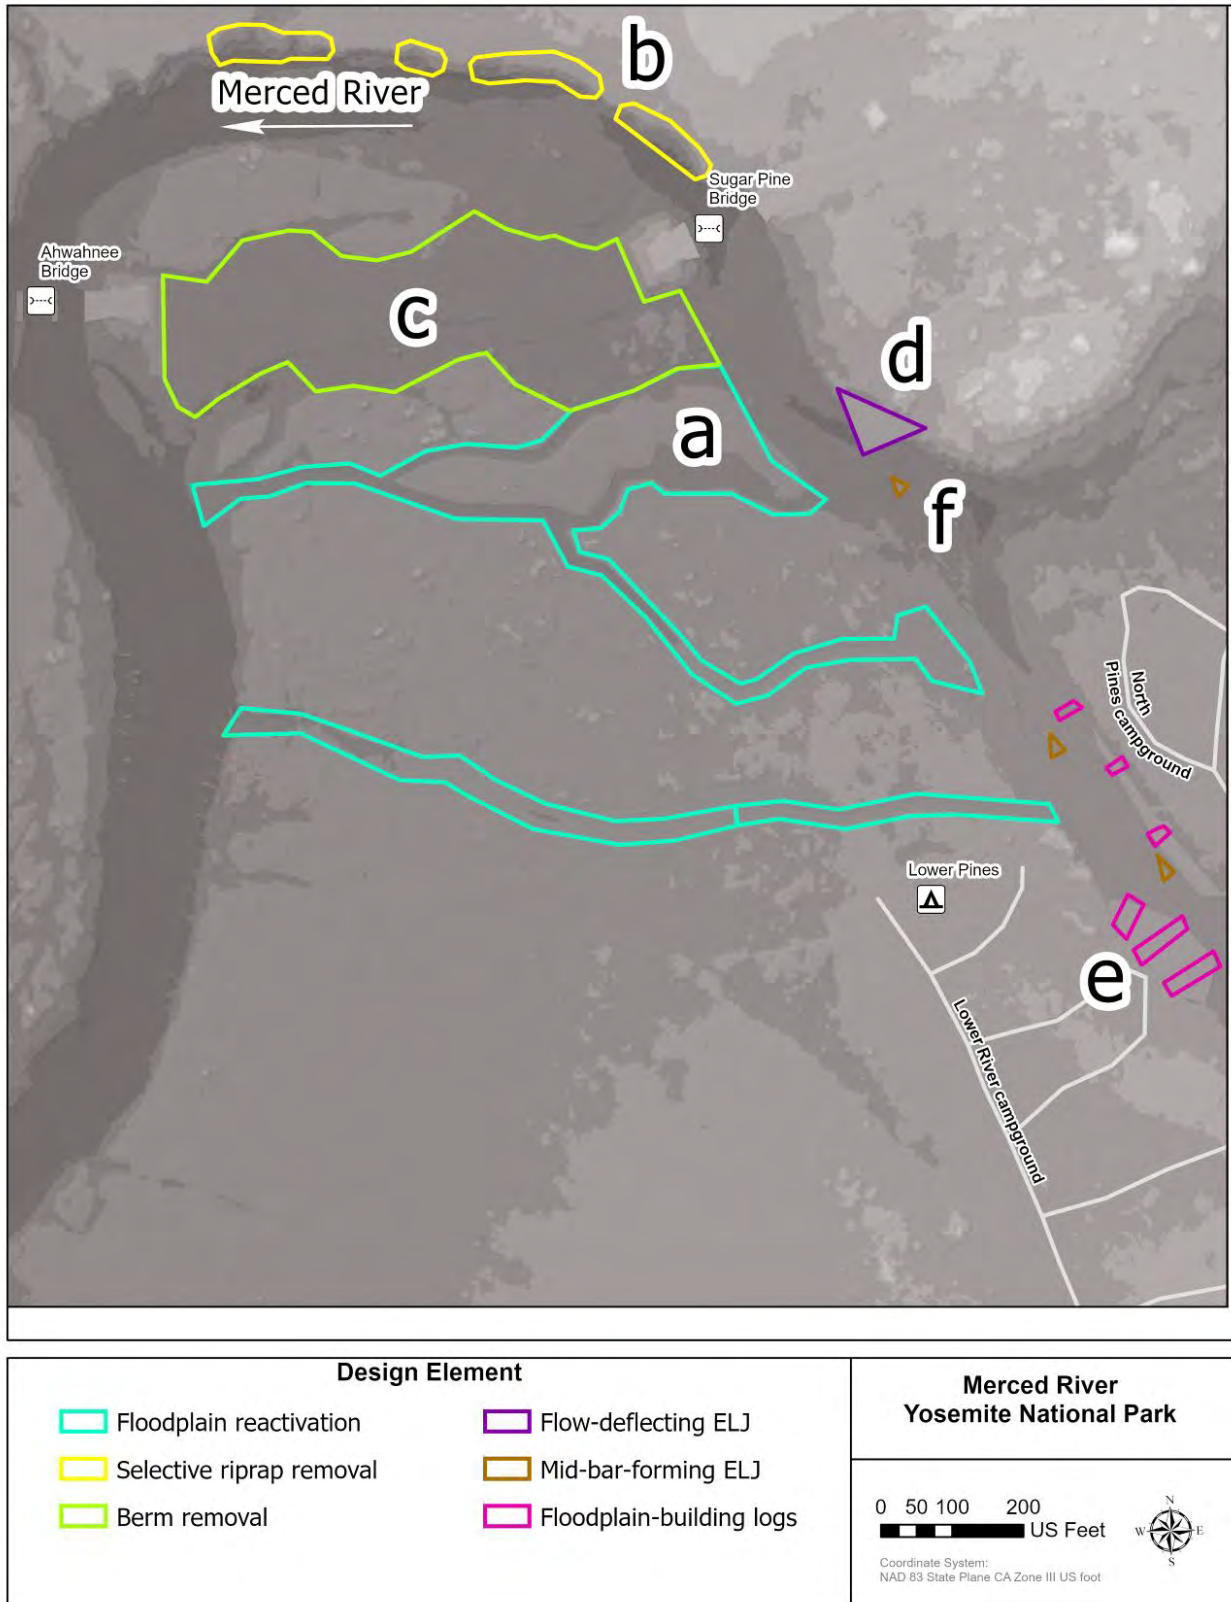 b
Merced River
Sugar Pine
Bridge
Ahwahnee
Bridge
c
d
a
f
North
Pines campground
Lower Pines
e
Lower River campground
Design Element
Floodplain reactivation
Selective riprap removal
Berm removal
Flow-deflecting ELJ
Mid-bar-forming ELJ
Floodplain-building logs
Merced River
Yosemite National Park
0 50 100 200
US Feet
N
W E
S
Coordinate System:
NAD 83 State Plane CA Zone III US foot